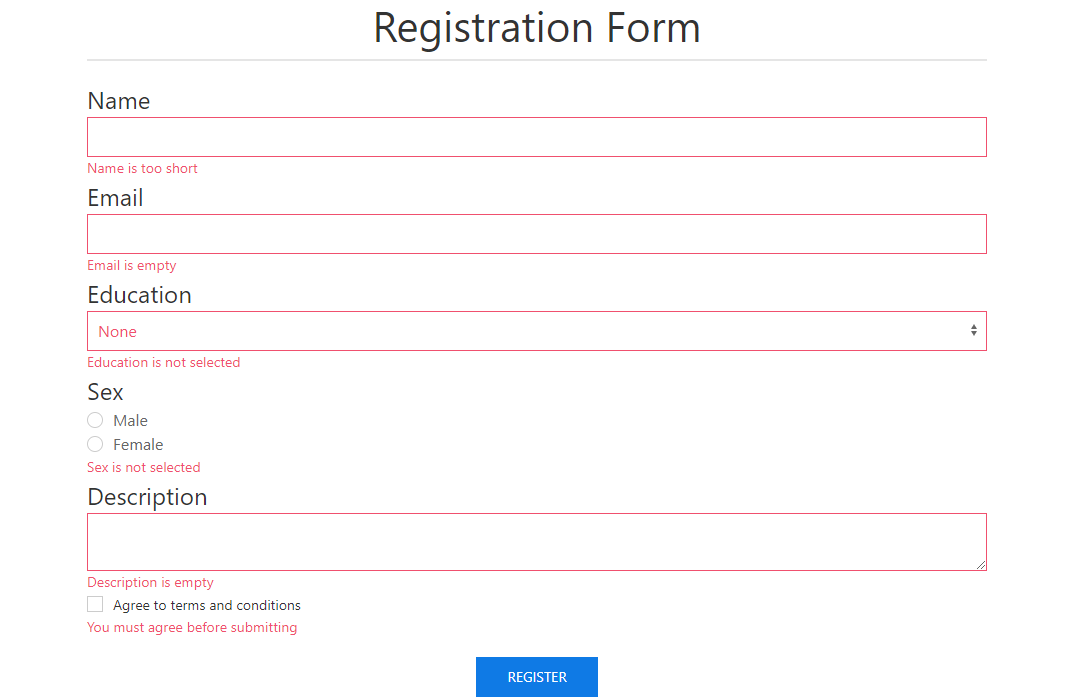 Registration Form
Name
Name is too short
Email
Email is empty
Education
None
Education is not selected
Sex
Male
Female
Sex is not selected
Description
Description is empty
Agree to terms and conditions
You must agree before submitting
REGISTER